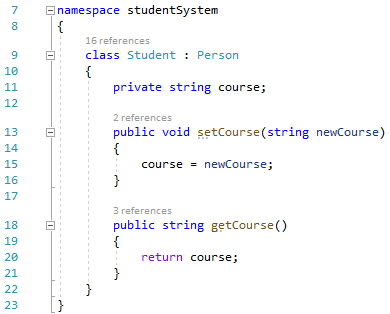 7 namespace studentSystem
8 {
16 references
9 class Student : Person
10 {
11 private string course;
12
2 references
13 public void setCourse(string newCourse)
14 {
15 course = newCourse;
16 }
17
3 references
18 public string getCourse()
19 {
20 return course;
21 }
22 }
23 }